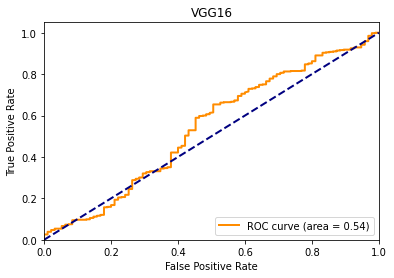 VGG16
True Positive Rate
1.0
0.8
0.6
0.4
0.2
0.0
ROC curve (area = 0.54)
0.0 0.2 0.4 0.6 0.8 1.0
False Positive Rate